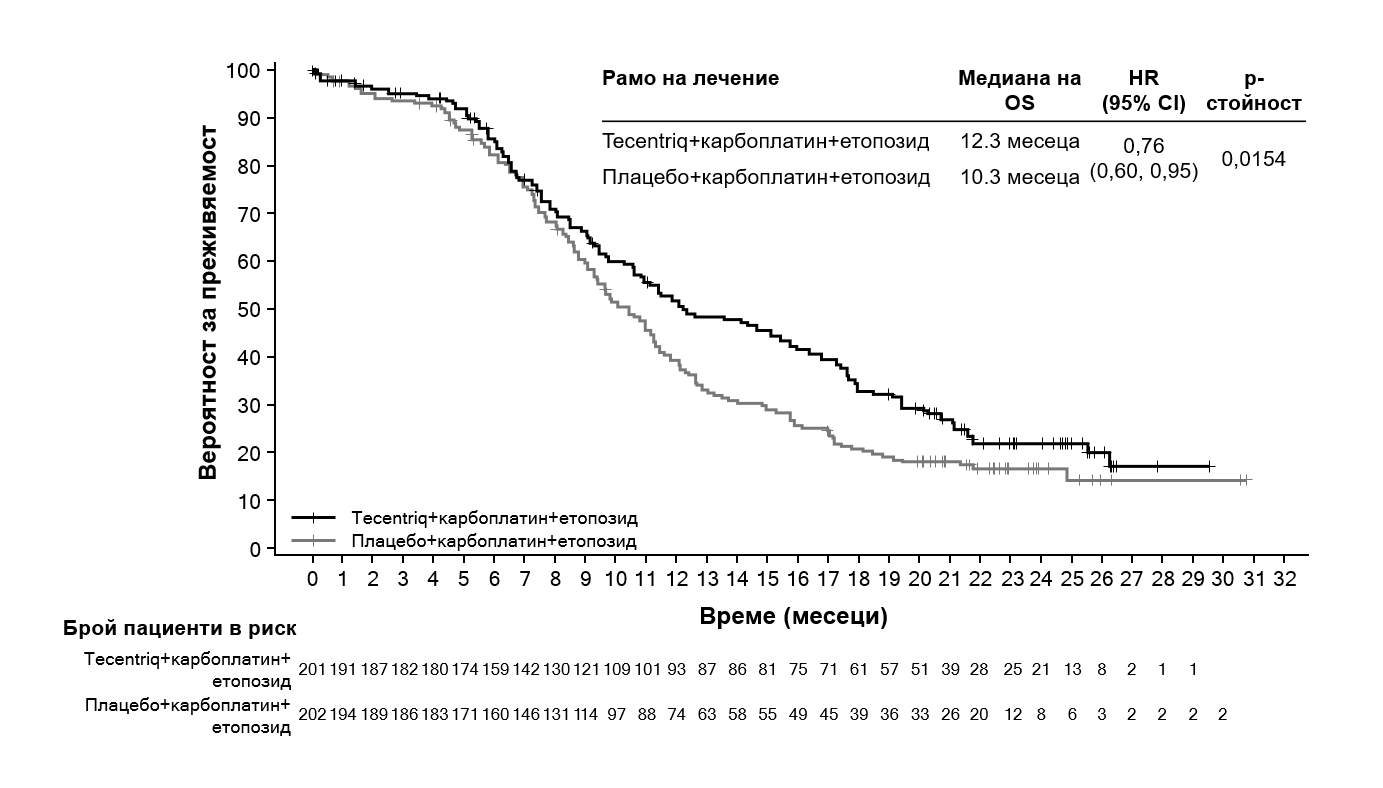 Рамо на лечение Медиана на HR p-
OS (95% CI) стойност
Tecentriq+карбоплатин+етопозид 12.3 месеца 0,76
(0,60, 0,95) 0,0154
Плацебо+карбоплатин+етопозид 10.3 месеца
Вероятност за преживяемост
100
90
80
70
60
50
40
30
20
10
0
Tecentriq+карбоплатин+етопозид
Плацебо+карбоплатин+етопозид
0 1 2 3 4 5 6 7 8 9 10 11 12 13 14 15 16 17 18 19 20 21 22 23 24 25 26 27 28 29 30 31 32
Време (месеци)
Брой пациенти в риск
Tecentriq+карбоплатин+
етопозид 201 191 187 182 180 174 159 142 130 121 109 101 93 87 86 81 75 71 61 57 51 39 28 25 21 13 8 2 1 1
Плацебо+карбоплатин+
етопозид 202 194 189 186 183 171 160 146 131 114 97 88 74 63 58 55 49 45 39 36 33 26 20 12 8 6 3 2 2 2 2